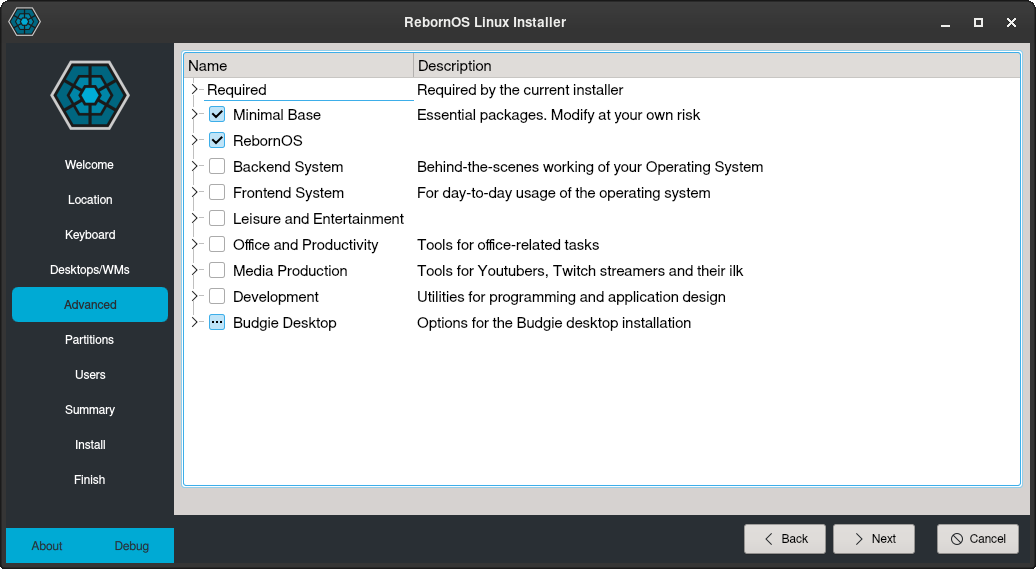 RebornOS Linux Installer
Welcome
Location
Keyboard
Desktops/WMs
Advanced
Partitions
Users
Summary
Install
Finish
About Debug
Name Description
Required Required by the current installer
Minimal Base Essential packages. Modify at your own risk
RebornOS
Backend System Behind-the-scenes working of your Operating System
Frontend System For day-to-day usage of the operating system
Leisure and Entertainment
Office and Productivity Tools for office-related tasks
Media Production Tools for Youtubers, Twitch streamers and their ilk
Development Utilities for programming and application design
Budgie Desktop Options for the Budgie desktop installation
Back Next Cancel